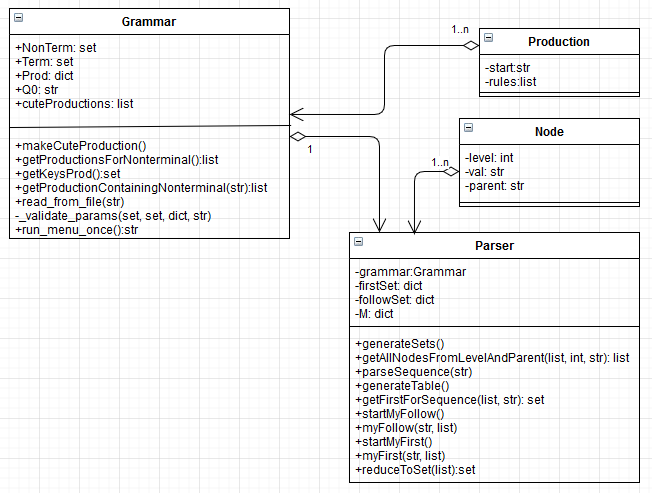 Grammar
+NonTerm: set
+Term: set
+Prod: dict
+Q0: str
+cuteProductions: list
+makeCuteProduction()
+getProductionsForNonterminal():list
+getKeysProd():set
+getProductionContainingNonterminal(str):list
+read_from_file(str)
-_validate_params(set, set, dict, str)
+run_menu_once():str
1..n
Production
-start:str
-rules:list
1
1..n
Node
-level: int
-val: str
-parent: str
Parser
-grammar:Grammar
-firstSet: dict
-followSet: dict
-M: dict
+generateSets()
+getAllNodesFromLevelAndParent(list, int, str): list
+parseSequence(str)
+generateTable()
+getFirstForSequence(list, str): set
+startMyFollow()
+myFollow(str, list)
+startMyFirst()
+myFirst(str, list)
+reduceToSet(list):set